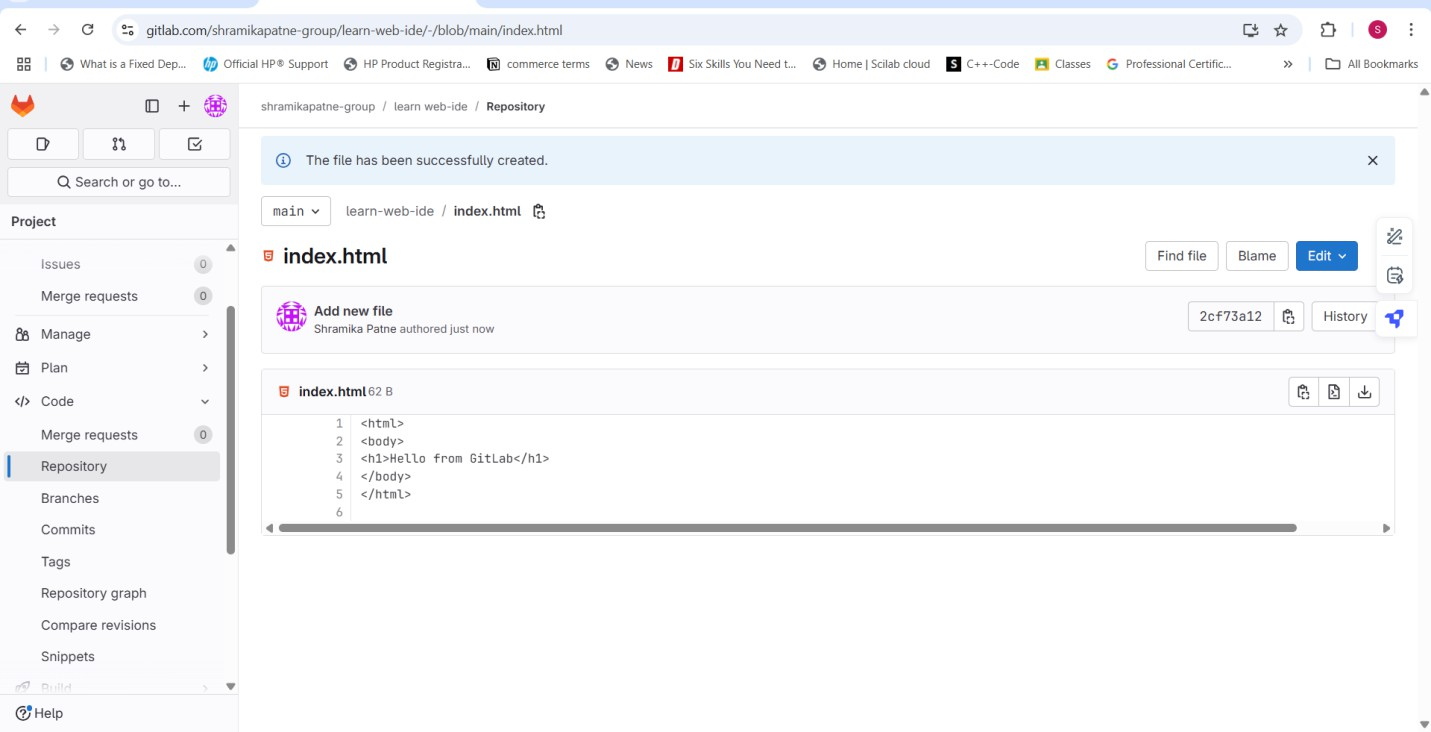 gitlab.com/shramikapatne-group/learn-web-ide/-/blob/main/index.html
S
What is a Fixed Dep... Official HP® Support HP Product Registra... commerce terms News Six Skills You Need t... Home | Scilab cloud S C++-Code Classes Professional Certific... » All Bookmarks
shramikapatne-group / learn web-ide / Repository
Search or go to...
Project
Issues 0
Merge requests 0
Manage
Plan
Code
Merge requests 0
Repository
Branches
Commits
Tags
Repository graph
Compare revisions
Snippets
Build
Help
The file has been successfully created.
main learn-web-ide / index.html
index.html
Find file Blame Edit
Add new file
Shramika Patne authored just now
2cf73a12 History
index.html 62 B
1 <html>
2 <body>
3 <h1>Hello from GitLab</h1>
4 </body>
5 </html>
6